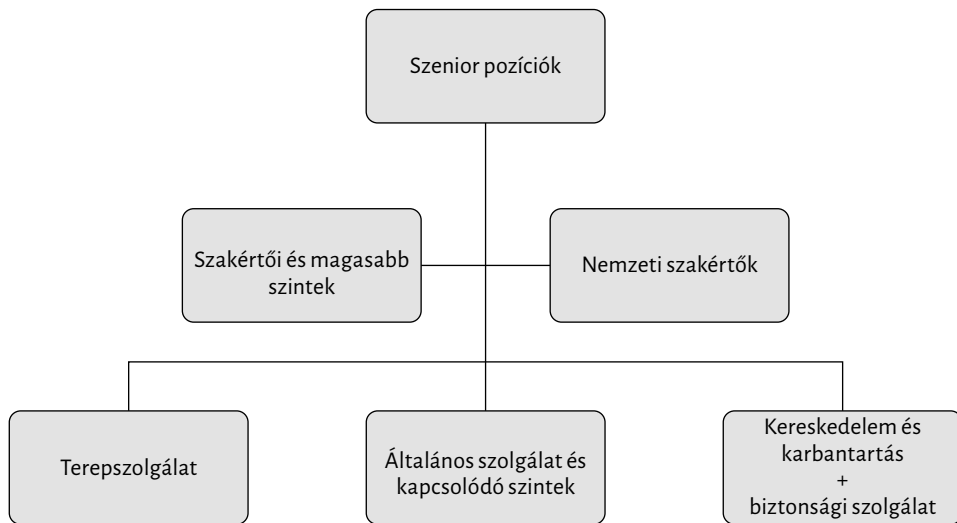 Szenior pozíciók
Szakértői és magasabb
szintek
Nemzeti szakértők
Terepszolgálat
Általános szolgálat és
kapcsolódó szintek
Kereskedelem és
karbantartás
+
biztonsági szolgálat